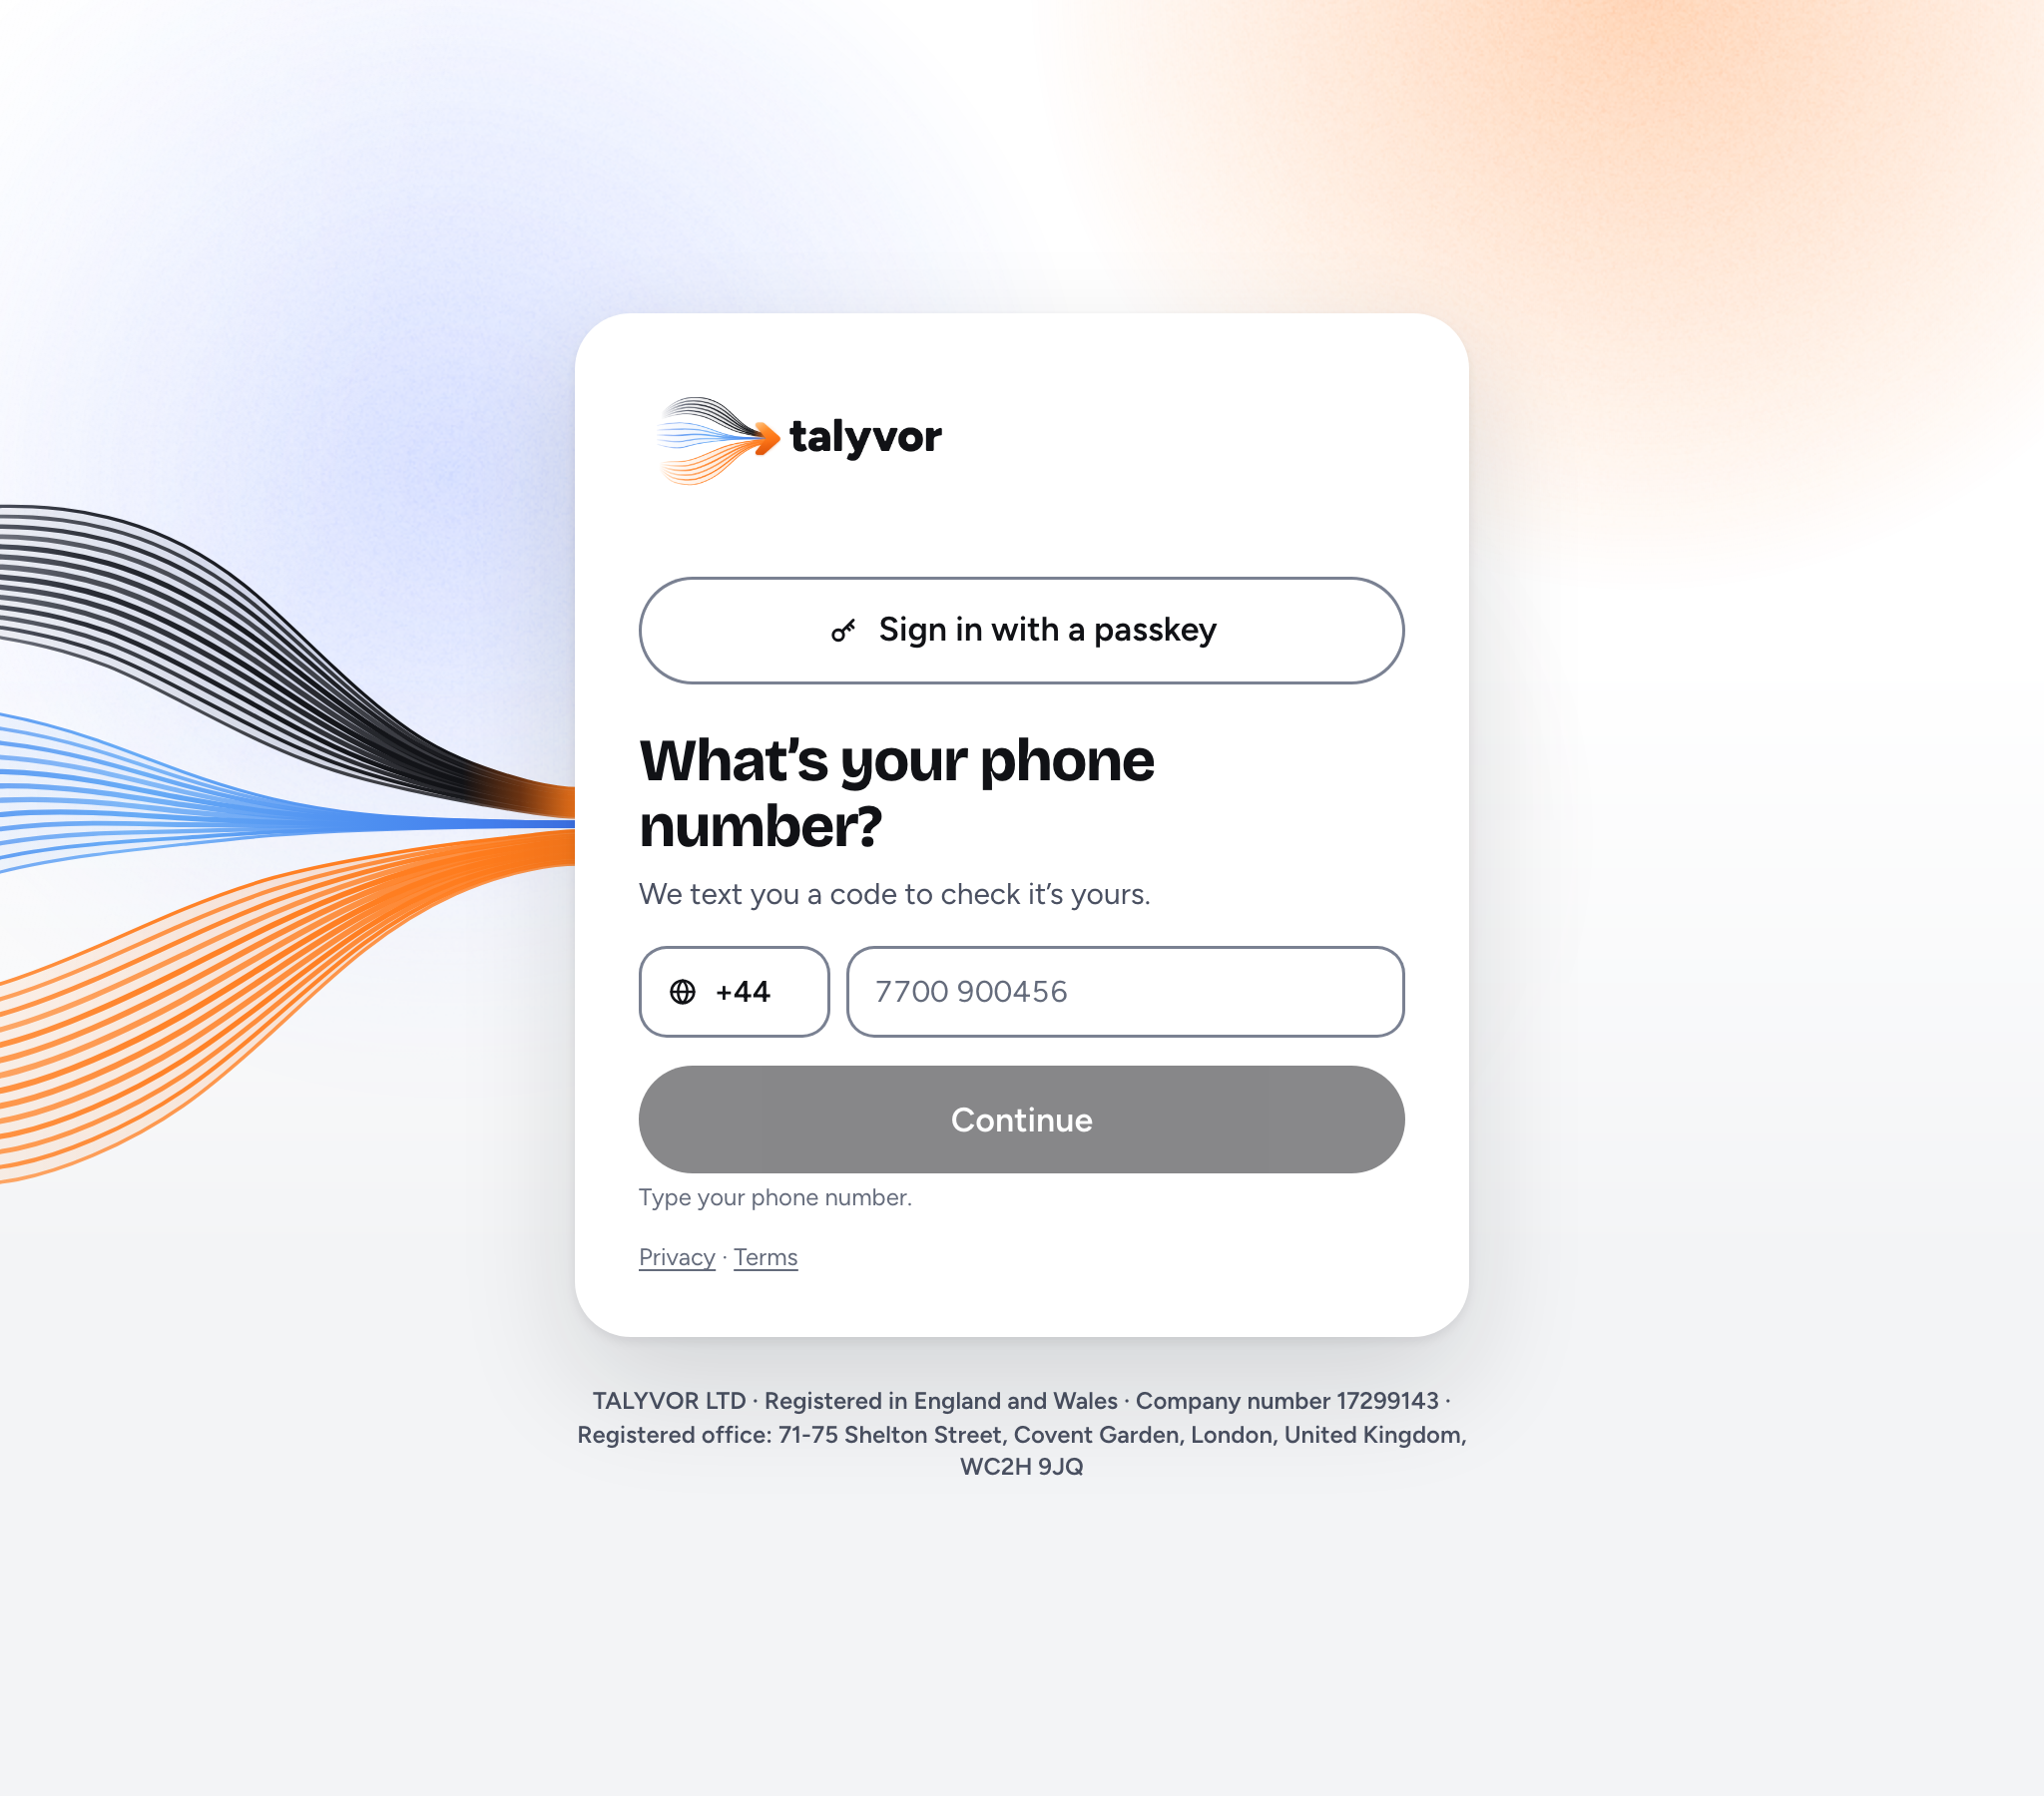 talyvor
Sign in with a passkey
What’s your phone
number?
We text you a code to check it’s yours.
+44
7700 900456
Continue
Type your phone number.
Privacy · Terms
TALYVOR LTD · Registered in England and Wales · Company number 17299143 ·
Registered office: 71-75 Shelton Street, Covent Garden, London, United Kingdom,
WC2H 9JQ